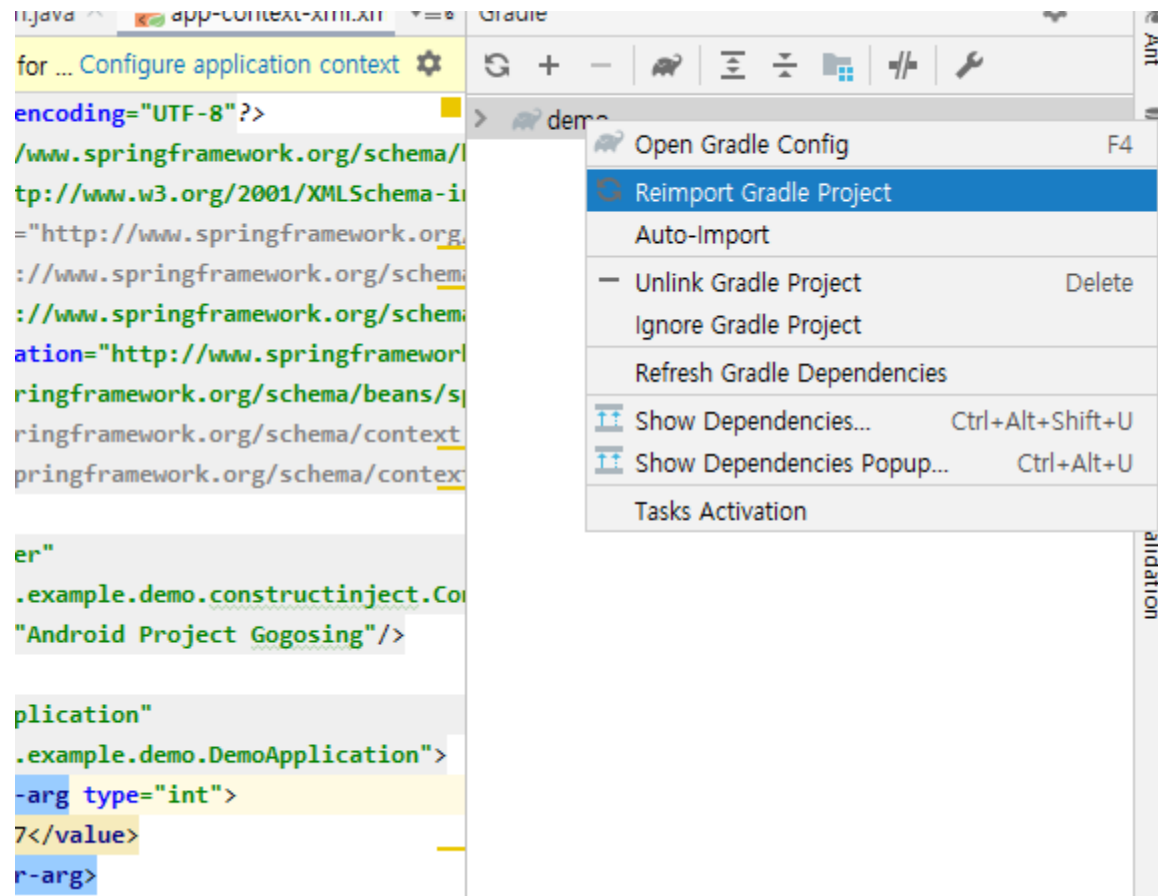 n.java
app-context-xml.xn
Gradle
for ... Configure application context
encoding="UTF-8"?>
/www.springframework.org/schema/
tp://www.w3.org/2001/XMLSchema-i
="http://www.springframework.org
://www.springframework.org/schem
://www.springframework.org/schem
ation="http://www.springframewor
ringframework.org/schema/beans/s
ringframework.org/schema/context
pringframework.org/schema/contex
er"
.example.demo.constructinject.Co
"Android Project Gogosing"/>
plication"
.example.demo.DemoApplication">
-arg type="int">
7</value>
r-arg>
demo
Open Gradle Config F4
Reimport Gradle Project
Auto-Import
Unlink Gradle Project Delete
Ignore Gradle Project
Refresh Gradle Dependencies
Show Dependencies... Ctrl+Alt+Shift+U
Show Dependencies Popup... Ctrl+Alt+U
Tasks Activation
Ant
alidation